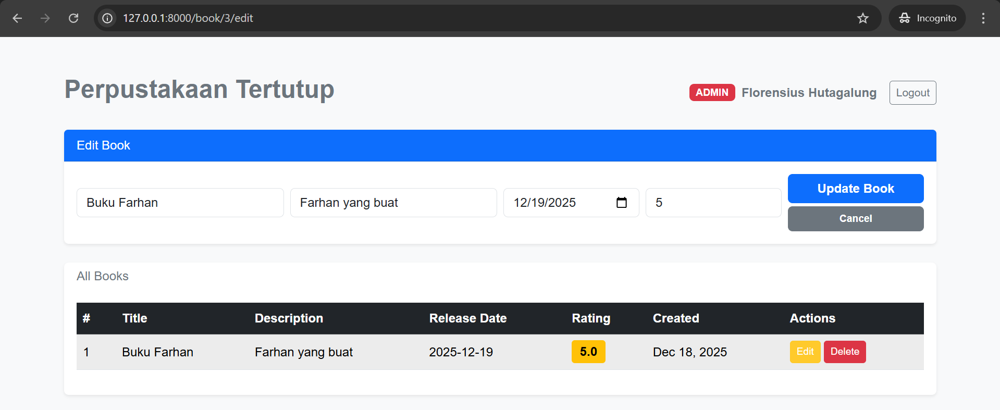 127.0.0.1:8000/book/3/edit
Incognito
Perpustakaan Tertutup
ADMIN Florensius Hutagalung Logout
Edit Book
Buku Farhan Farhan yang buat 12/19/2025 5 Update Book
Cancel
All Books
# Title Description Release Date Rating Created Actions
1 Buku Farhan Farhan yang buat 2025-12-19 5.0 Dec 18, 2025 Edit Delete